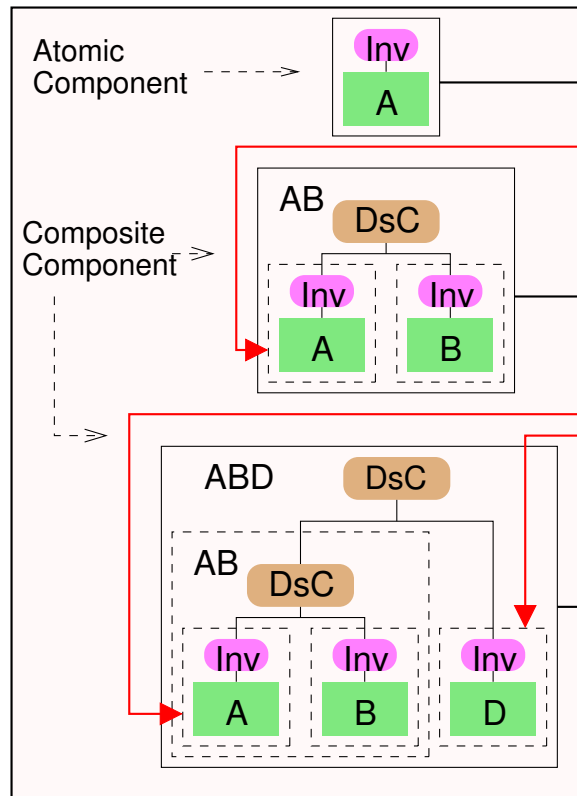 Atomic
Component
Inv
A
AB
DsC
Composite
Component
Inv
Inv
A
B
ABD
DsC
AB
DsC
Inv
Inv
Inv
A
B
D